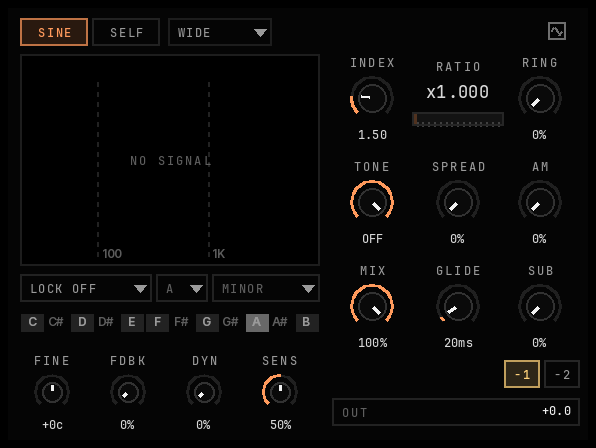 SINE SELF WIDE
INDEX RATIO RING
x1.000
1.50 0%
NO SIGNAL
TONE SPREAD AM
OFF 0% 0%
100 1K
MIX GLIDE SUB
LOCK OFF A MINOR
C C# D D# E F F# G G# A A# B
100% 20ms 0%
FINE FDBK DYN SENS
-1 -2
OUT +0.0
+0c 0% 0% 50%